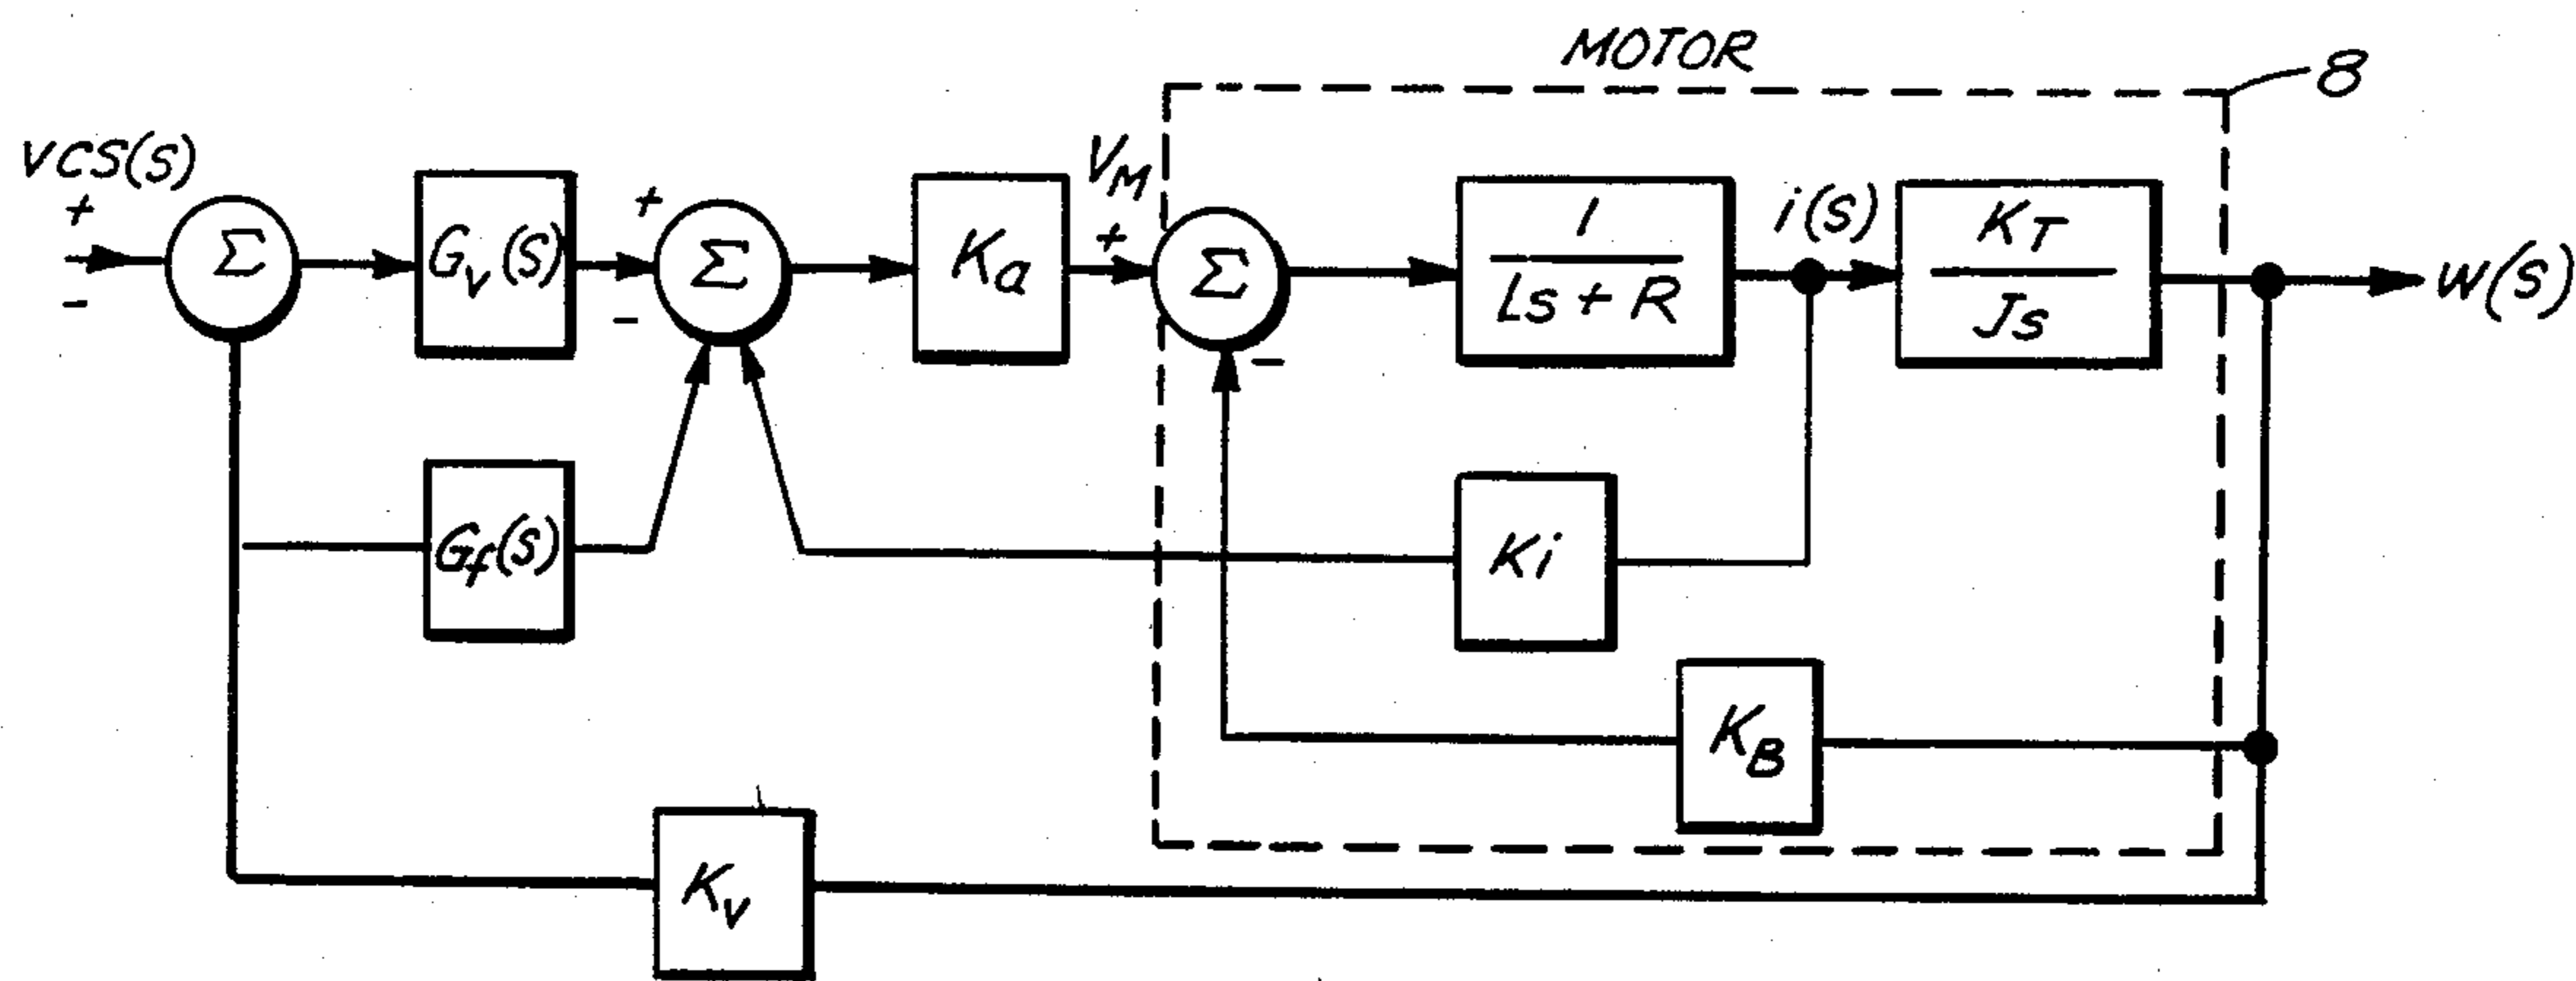 MOTOR
8
VCS(S)
+
-
Σ
Gv(S)
+
-
Σ
Ka
VM
+
-
Σ
1
Ls + R
i(S)
KT
Js
W(S)
Gf(S)
Ki
KB
Kv